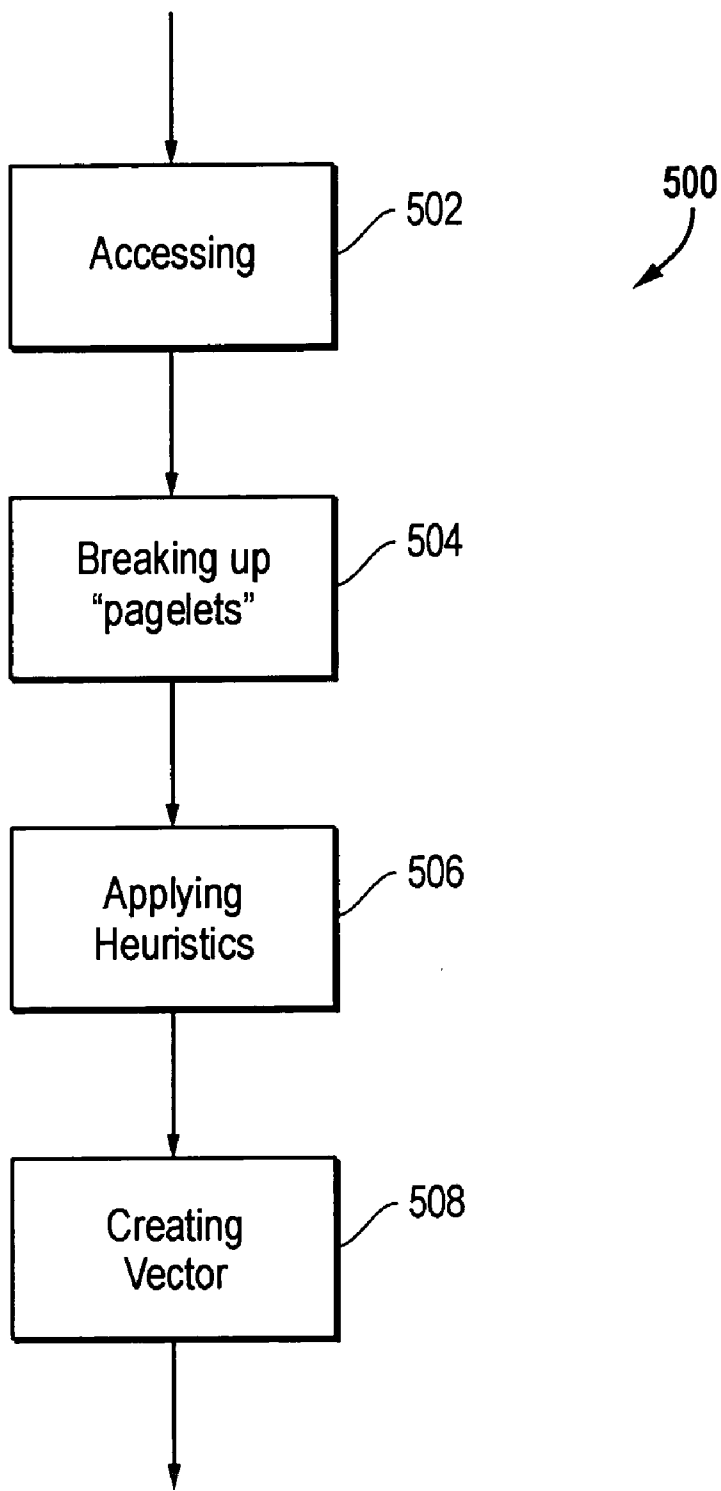 500
Accessing
502
Breaking up
“pagelets”
504
Applying
Heuristics
506
Creating
Vector
508